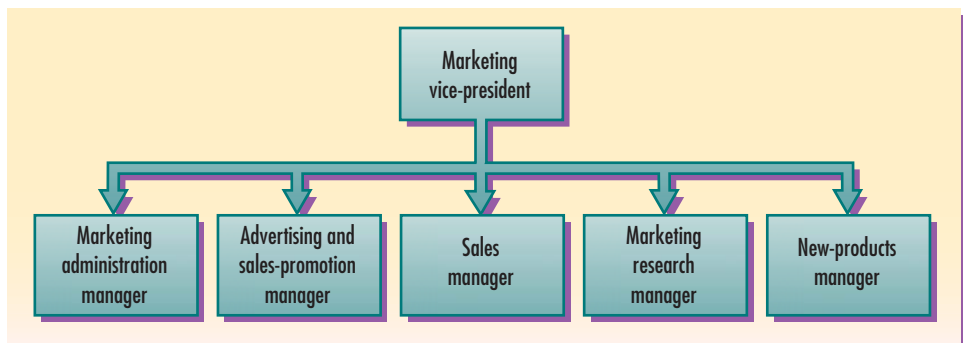 Marketing
vice-president
Marketing
administration
manager
Advertising and
sales-promotion
manager
Sales
manager
Marketing
research
manager
New-products
manager